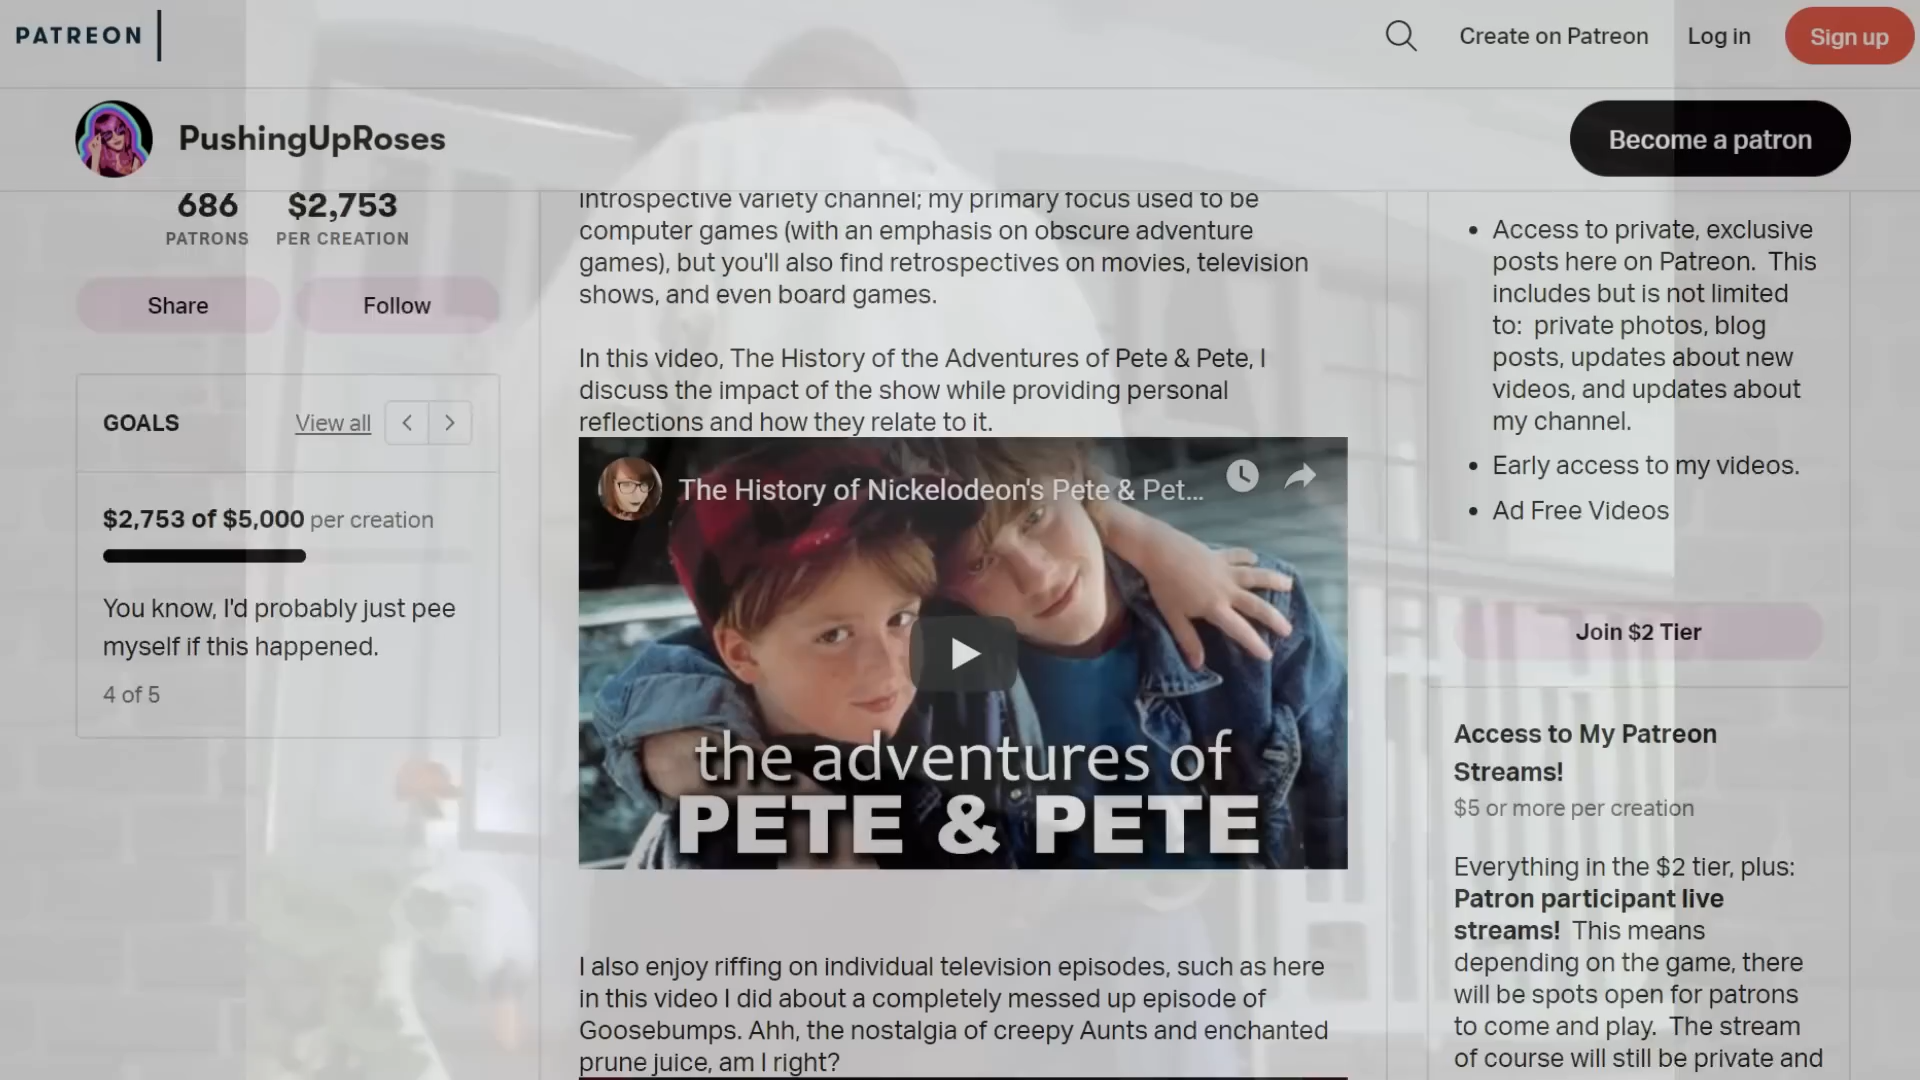 PATREON
Create on Patreon
Log in
Sign up
PushingUpRoses
Become a patron
686
PATRONS
$2,753
PER CREATION
Share
Follow
GOALS
View all
$2,753 of $5,000 per creation
You know, I'd probably just pee
myself if this happened.
4 of 5
introspective variety channel; my primary focus used to be
computer games (with an emphasis on obscure adventure
games), but you'll also find retrospectives on movies, television
shows, and even board games.
In this video, The History of the Adventures of Pete & Pete, I
discuss the impact of the show while providing personal
reflections and how they relate to it.
The History of Nickelodeon's Pete & Pet...
the adventures of
PETE & PETE
I also enjoy riffing on individual television episodes, such as here
in this video I did about a completely messed up episode of
Goosebumps. Ahh, the nostalgia of creepy Aunts and enchanted
prune juice, am I right?
• Access to private, exclusive
posts here on Patreon.  This
includes but is not limited
to:  private photos, blog
posts, updates about new
videos, and updates about
my channel.
• Early access to my videos.
• Ad Free Videos
Join $2 Tier
Access to My Patreon
Streams!
$5 or more per creation
Everything in the $2 tier, plus:
Patron participant live
streams!  This means
depending on the game, there
will be spots open for patrons
to come and play.  The stream
of course will still be private and